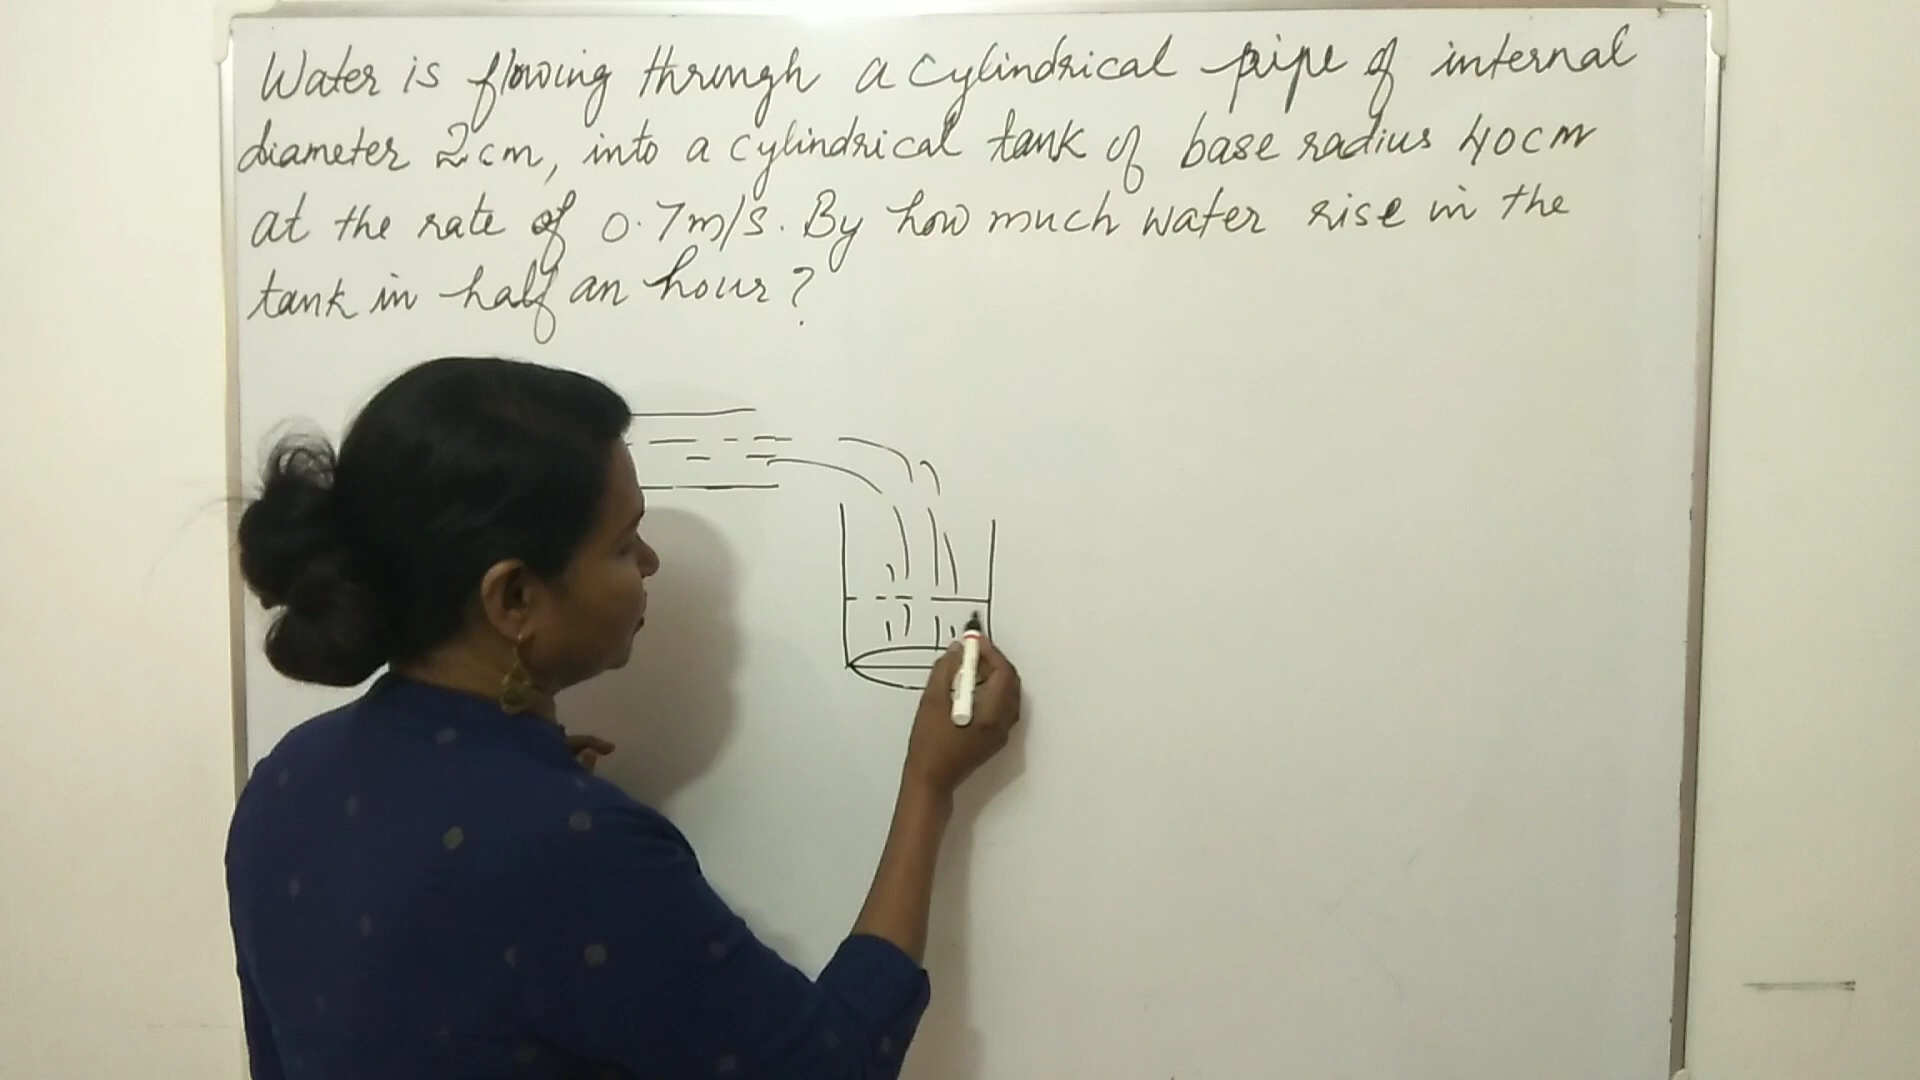 Water is flowing through a cylindrical pipe of internal
diameter 2cm, into a cylindrical tank of base radius 40cm
at the rate of 0.7m/s. By how much water rise in the
tank in half an hour?